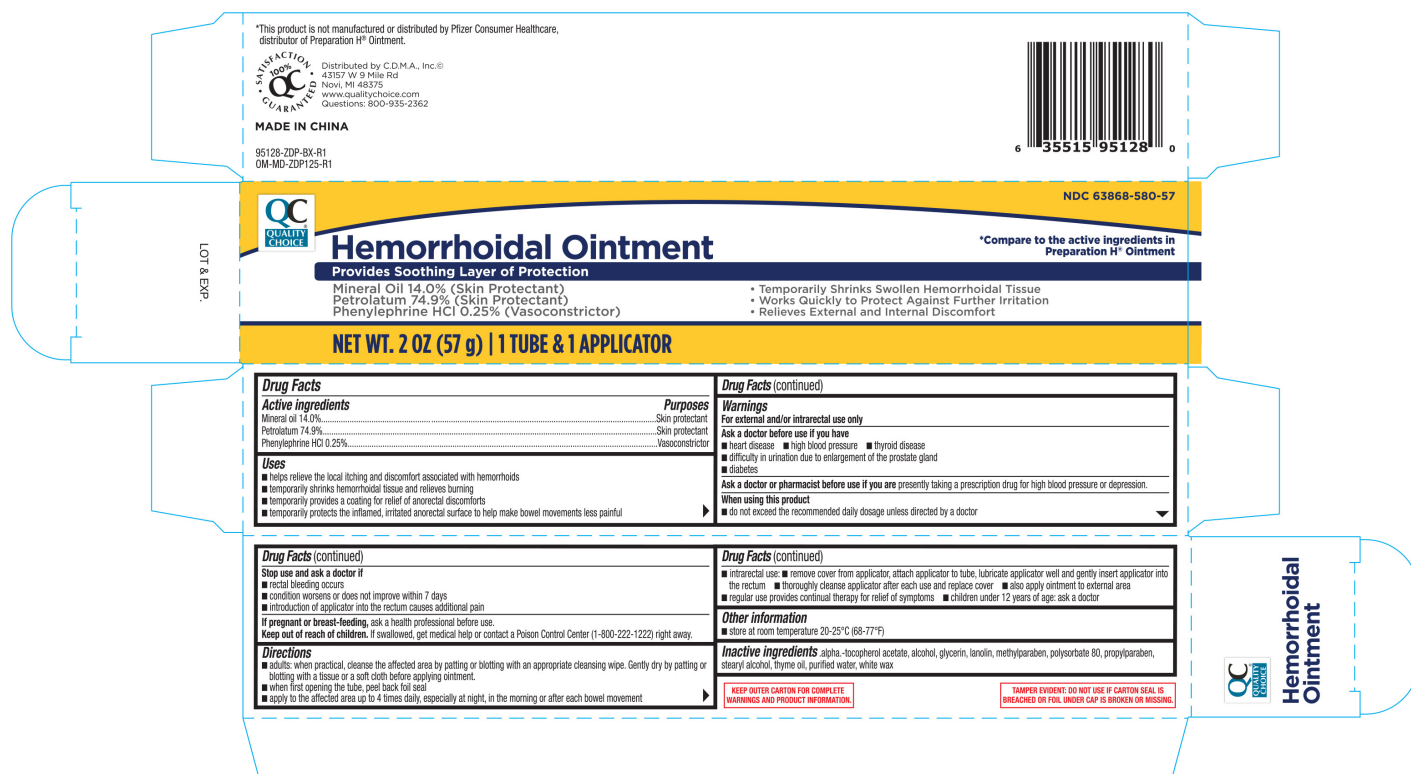 *This product is not manufactured or distributed by Pfizer Consumer Healthcare,
distributor of Preparation H® Ointment.
SATISFACTION
100%
QC
GUARANTEED
Distributed by C.D.M.A., Inc.©
43157 W 9 Mile Rd
Novi, MI 48375
www.qualitychoice.com
Questions: 800-935-2362
MADE IN CHINA
95128-ZDP-BX-R1
OM-MD-ZDP125-R1
6 35515 95128 0
LOT & EXP.
QC
QUALITY
CHOICE®
NDC 63868-580-57
Hemorrhoidal Ointment
*Compare to the active ingredients in
Preparation H® Ointment
Provides Soothing Layer of Protection
Mineral Oil 14.0% (Skin Protectant)
Petrolatum 74.9% (Skin Protectant)
Phenylephrine HCl 0.25% (Vasoconstrictor)
• Temporarily Shrinks Swollen Hemorrhoidal Tissue
• Works Quickly to Protect Against Further Irritation
• Relieves External and Internal Discomfort
NET WT. 2 OZ (57 g) | 1 TUBE & 1 APPLICATOR
Drug Facts
Active ingredients Purposes
Mineral oil 14.0%...Skin protectant
Petrolatum 74.9%...Skin protectant
Phenylephrine HCl 0.25%...Vasoconstrictor
Uses
■ helps relieve the local itching and discomfort associated with hemorrhoids
■ temporarily shrinks hemorrhoidal tissue and relieves burning
■ temporarily provides a coating for relief of anorectal discomforts
■ temporarily protects the inflamed, irritated anorectal surface to help make bowel movements less painful
Drug Facts (continued)
Warnings
For external and/or intrarectal use only
Ask a doctor before use if you have
■ heart disease ■ high blood pressure ■ thyroid disease
■ difficulty in urination due to enlargement of the prostate gland
■ diabetes
Ask a doctor or pharmacist before use if you are presently taking a prescription drug for high blood pressure or depression.
When using this product
■ do not exceed the recommended daily dosage unless directed by a doctor
Drug Facts (continued)
Stop use and ask a doctor if
■ rectal bleeding occurs
■ condition worsens or does not improve within 7 days
■ introduction of applicator into the rectum causes additional pain
If pregnant or breast-feeding, ask a health professional before use.
Keep out of reach of children. If swallowed, get medical help or contact a Poison Control Center (1-800-222-1222) right away.
Directions
■ adults: when practical, cleanse the affected area by patting or blotting with an appropriate cleansing wipe. Gently dry by patting or
blotting with a tissue or a soft cloth before applying ointment.
■ when first opening the tube, peel back foil seal
■ apply to the affected area up to 4 times daily, especially at night, in the morning or after each bowel movement
Drug Facts (continued)
■ intrarectal use: ■ remove cover from applicator, attach applicator to tube, lubricate applicator well and gently insert applicator into
the rectum ■ thoroughly cleanse applicator after each use and replace cover ■ also apply ointment to external area
■ regular use provides continual therapy for relief of symptoms ■ children under 12 years of age: ask a doctor
Other information
■ store at room temperature 20-25°C (68-77°F)
Inactive ingredients .alpha.-tocopherol acetate, alcohol, glycerin, lanolin, methylparaben, polysorbate 80, propylparaben,
stearyl alcohol, thyme oil, purified water, white wax
KEEP OUTER CARTON FOR COMPLETE
WARNINGS AND PRODUCT INFORMATION.
TAMPER EVIDENT: DO NOT USE IF CARTON SEAL IS
BREACHED OR FOIL UNDER CAP IS BROKEN OR MISSING.
QC
QUALITY
CHOICE
Hemorrhoidal
Ointment